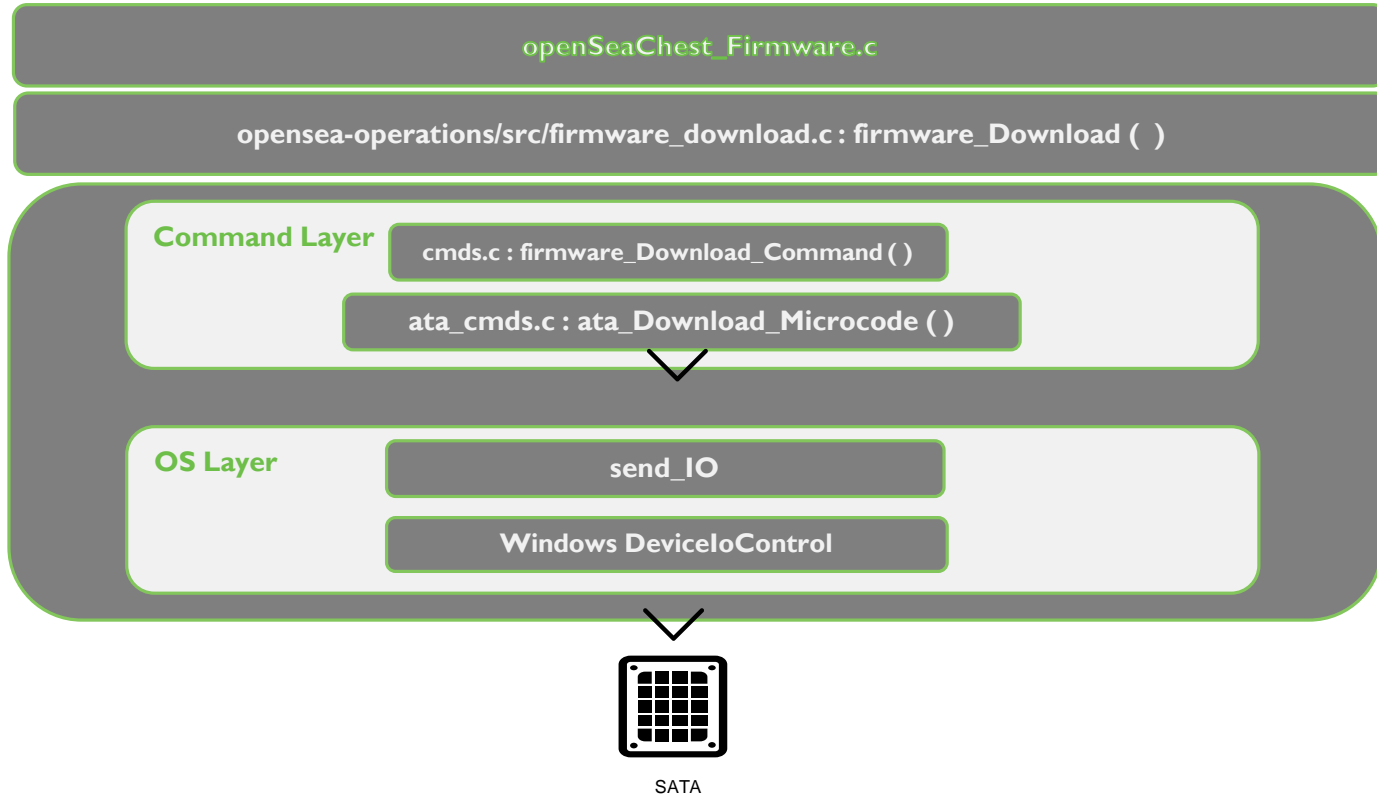 openSeaChest_Firmware.c
opensea-operations/src/firmware_download.c : firmware_Download ( )
Command Layer
cmds.c : firmware_Download_Command ( )
ata_cmds.c : ata_Download_Microcode ( )
OS Layer
send_IO
Windows DeviceIoControl
SATA